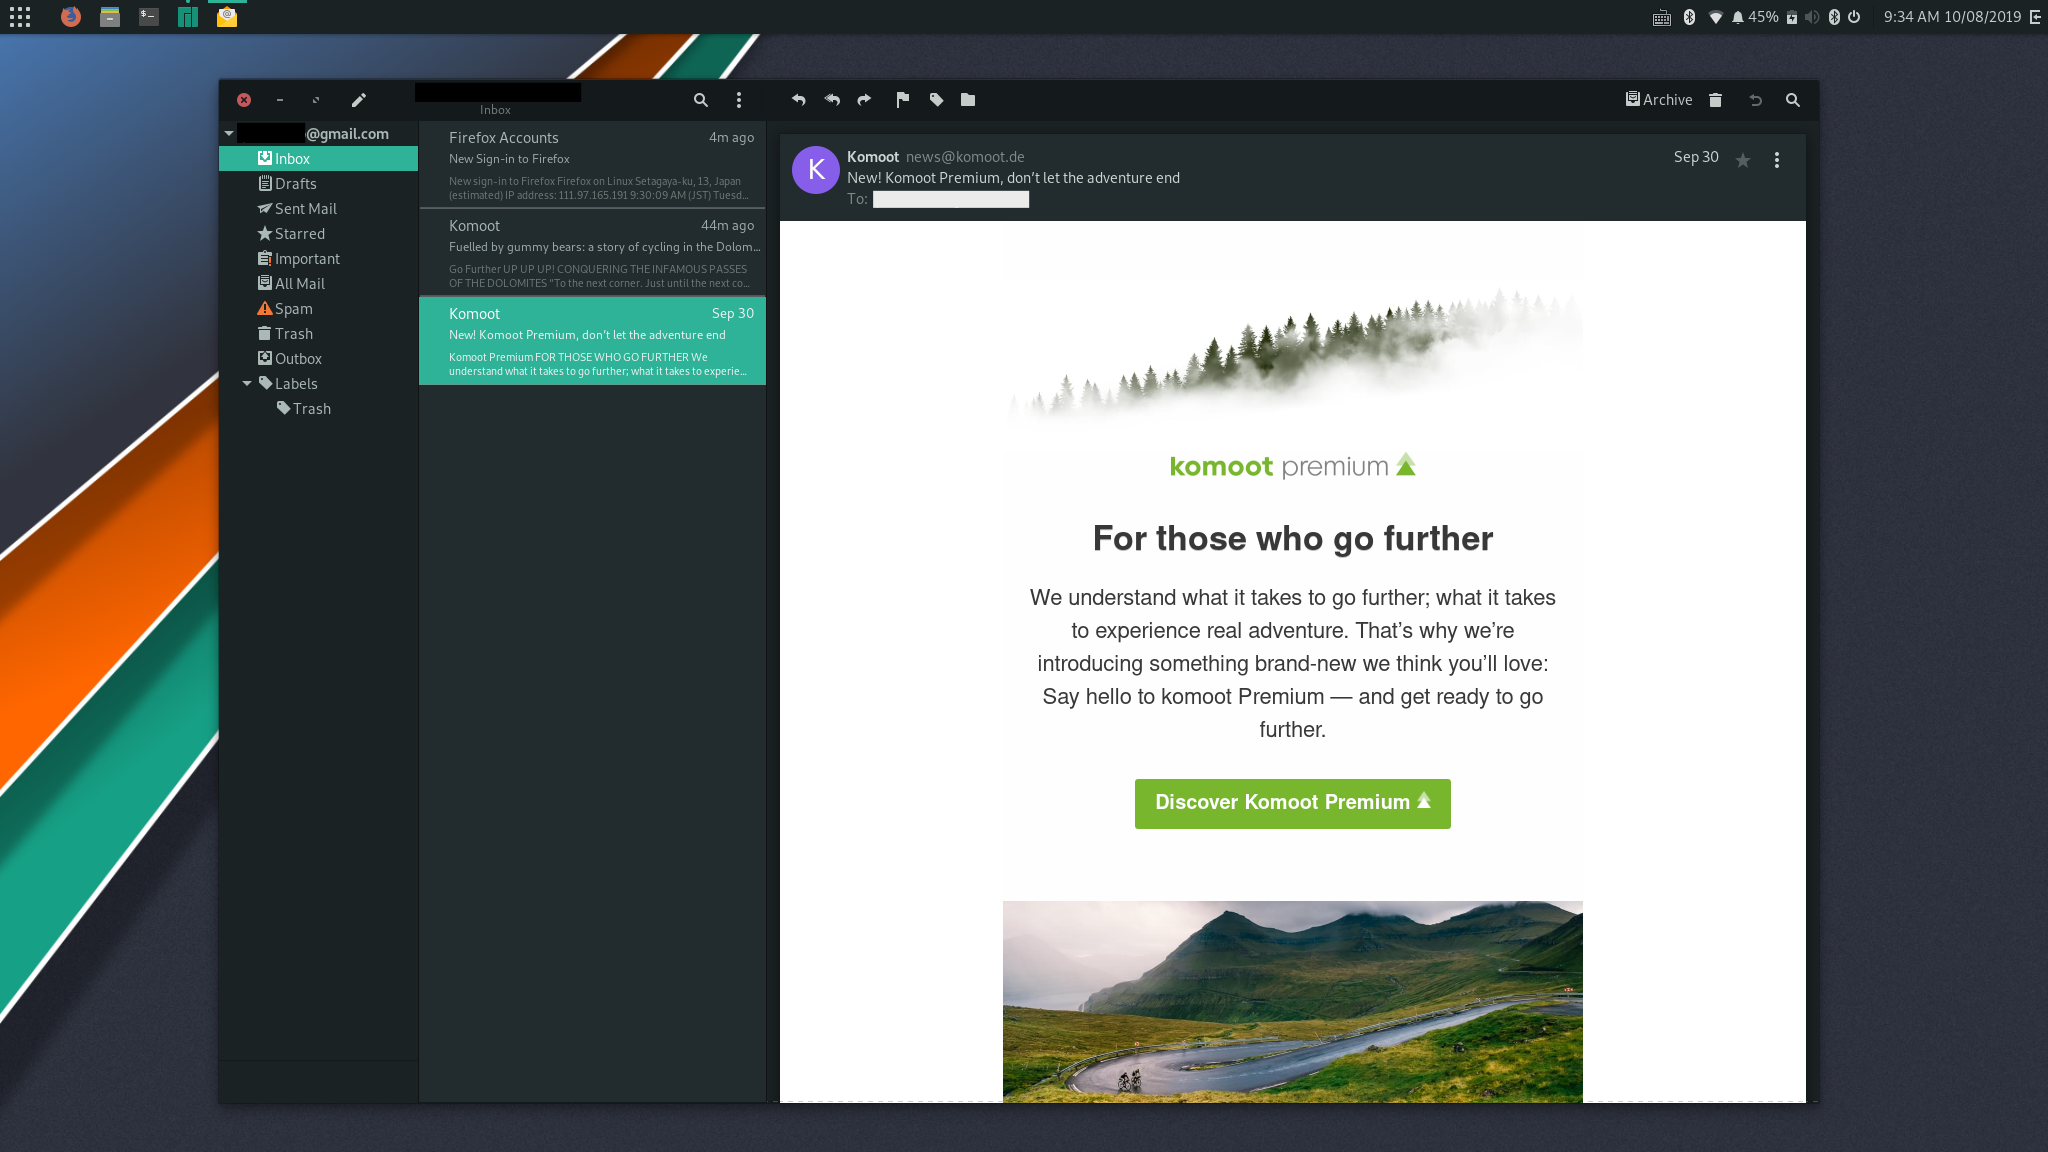 45%
9:34 AM 10/08/2019
Inbox
Archive
@gmail.com
Inbox
Drafts
Sent Mail
Starred
Important
All Mail
Spam
Trash
Outbox
Labels
Trash
Firefox Accounts 4m ago
New Sign-in to Firefox
New sign-in to Firefox Firefox on Linux Setagaya-ku, 13, Japan
(estimated) IP address: 111.97.165.191 9:30:09 AM (JST) Tuesd...
Komoot 44m ago
Fuelled by gummy bears: a story of cycling in the Dolom...
Go Further UP UP UP! CONQUERING THE INFAMOUS PASSES
OF THE DOLOMITES "To the next corner. Just until the next co...
Komoot Sep 30
New! Komoot Premium, don't let the adventure end
Komoot Premium FOR THOSE WHO GO FURTHER We
understand what it takes to go further; what it takes to experie...
K
Komoot news@komoot.de Sep 30
New! Komoot Premium, don't let the adventure end
To:
komoot premium
For those who go further
We understand what it takes to go further; what it takes
to experience real adventure. That's why we're
introducing something brand-new we think you'll love:
Say hello to komoot Premium — and get ready to go
further.
Discover Komoot Premium